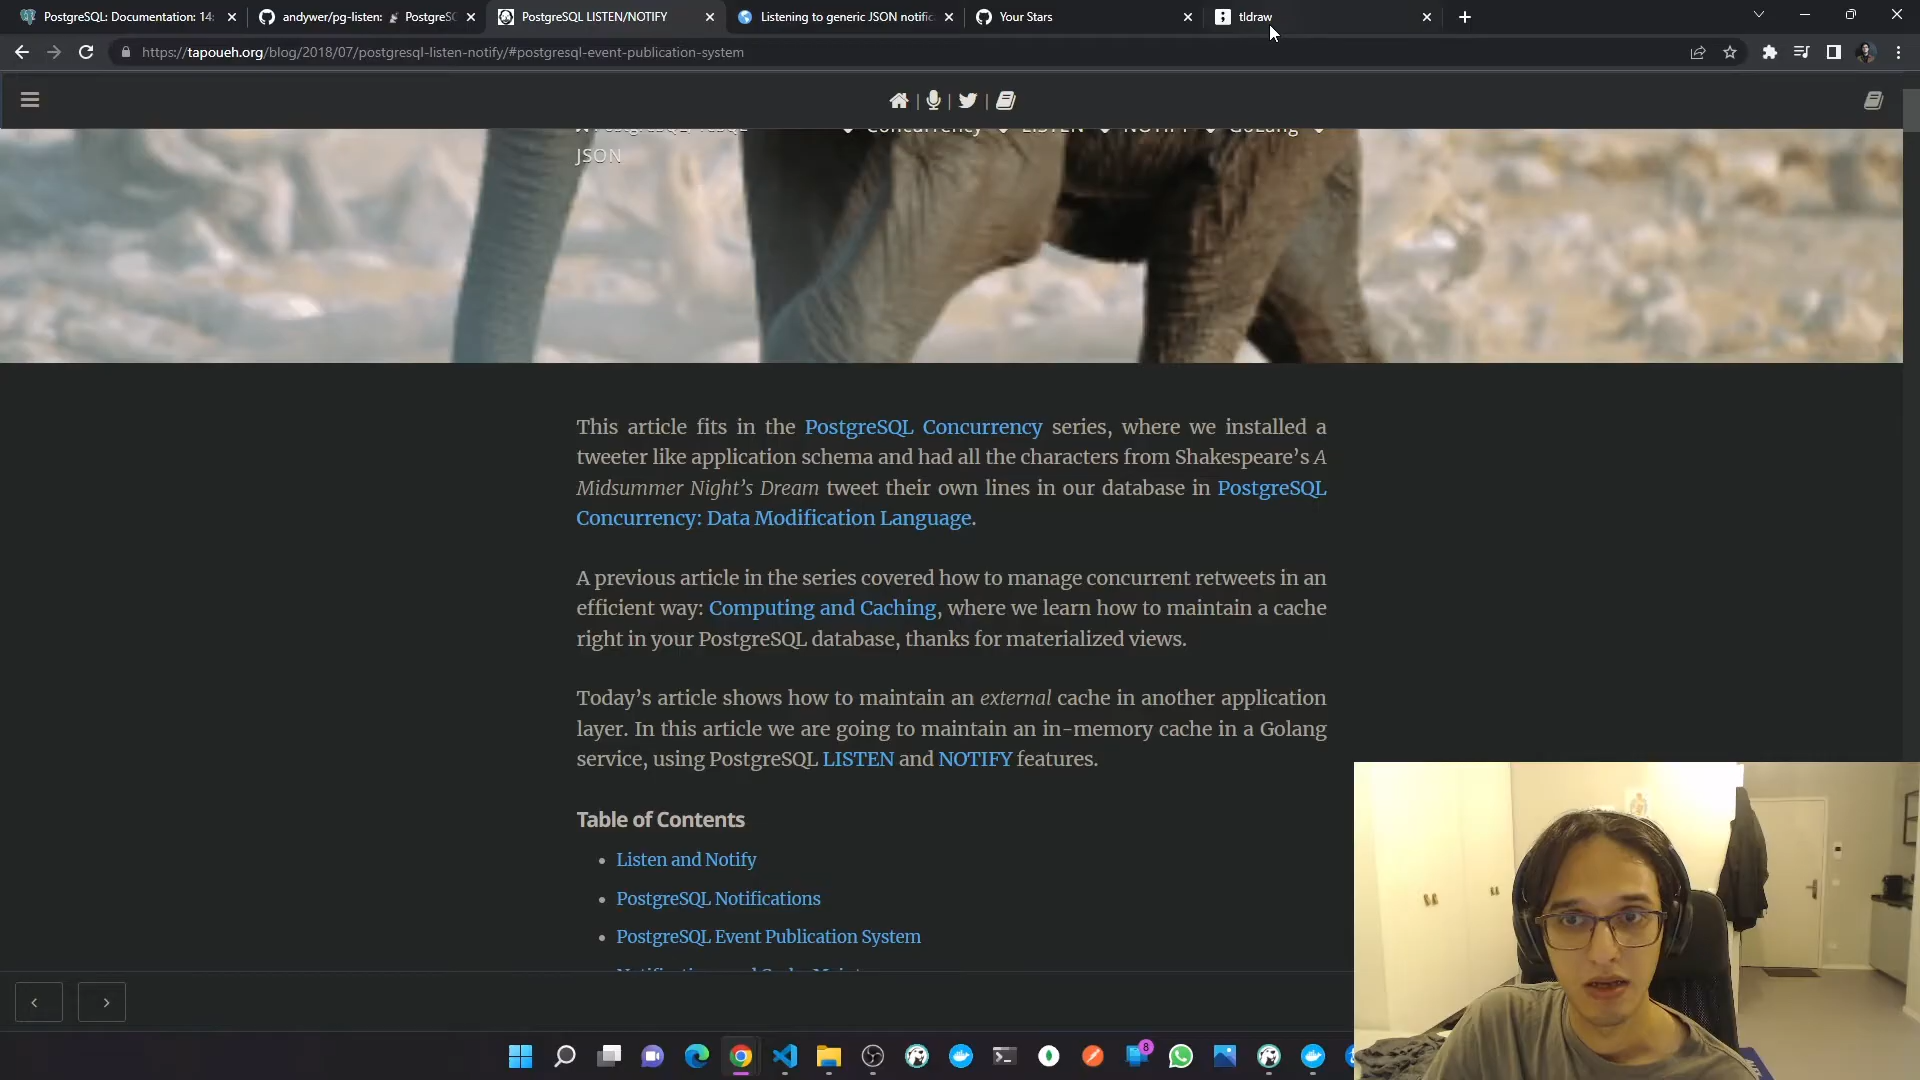 PostgreSQL: Documentation: 14:
andywer/pg-listen: PostgreSC
PostgreSQL LISTEN/NOTIFY
Listening to generic JSON notific
Your Stars
tldraw
https://tapoueh.org/blog/2018/07/postgresql-listen-notify/#postgresql-event-publication-system
| | |
Concurrency LISTEN NOTIFY Golang
JSON
This article fits in the PostgreSQL Concurrency series, where we installed a
tweeter like application schema and had all the characters from Shakespeare’s A
Midsummer Night’s Dream tweet their own lines in our database in PostgreSQL
Concurrency: Data Modification Language.
A previous article in the series covered how to manage concurrent retweets in an
efficient way: Computing and Caching, where we learn how to maintain a cache
right in your PostgreSQL database, thanks for materialized views.
Today’s article shows how to maintain an external cache in another application
layer. In this article we are going to maintain an in-memory cache in a Golang
service, using PostgreSQL LISTEN and NOTIFY features.
Table of Contents
• Listen and Notify
• PostgreSQL Notifications
• PostgreSQL Event Publication System
8